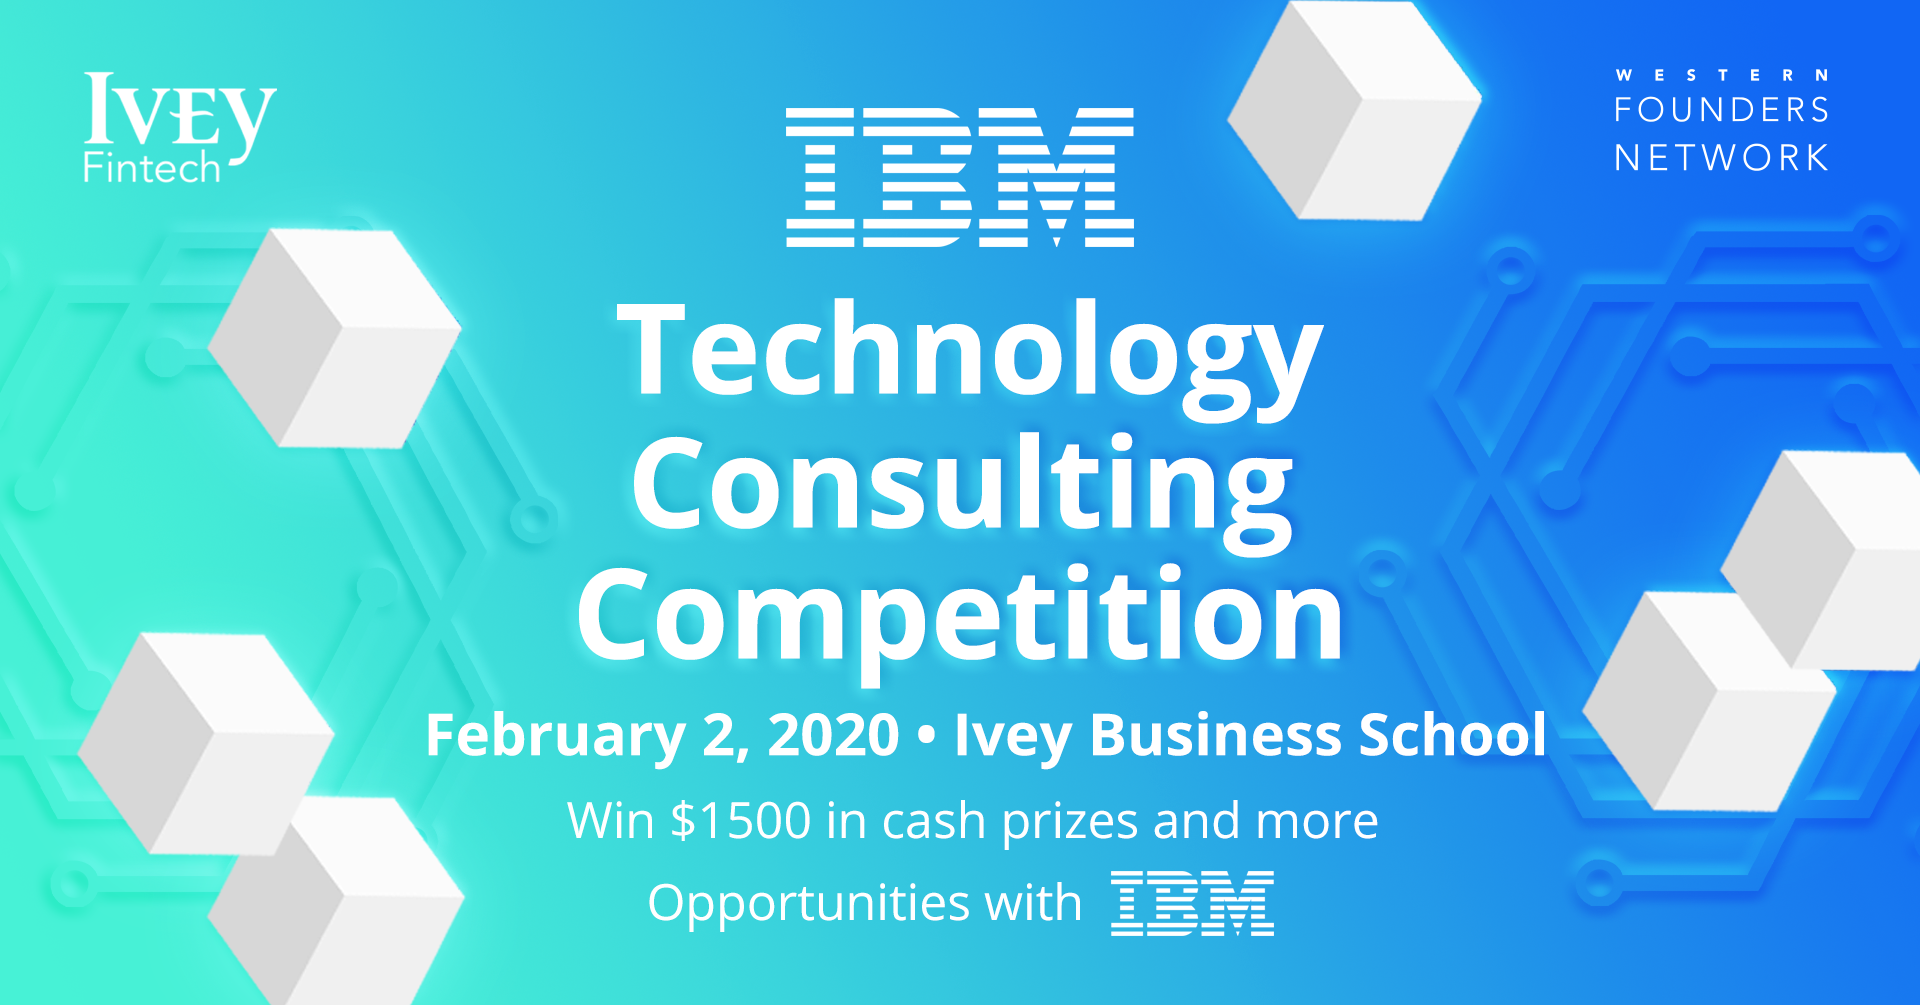 Ivey
Fintech
WESTERN
FOUNDERS
NETWORK
IBM
Technology
Consulting
Competition
February 2, 2020 • Ivey Business School
Win $1500 in cash prizes and more
Opportunities with IBM